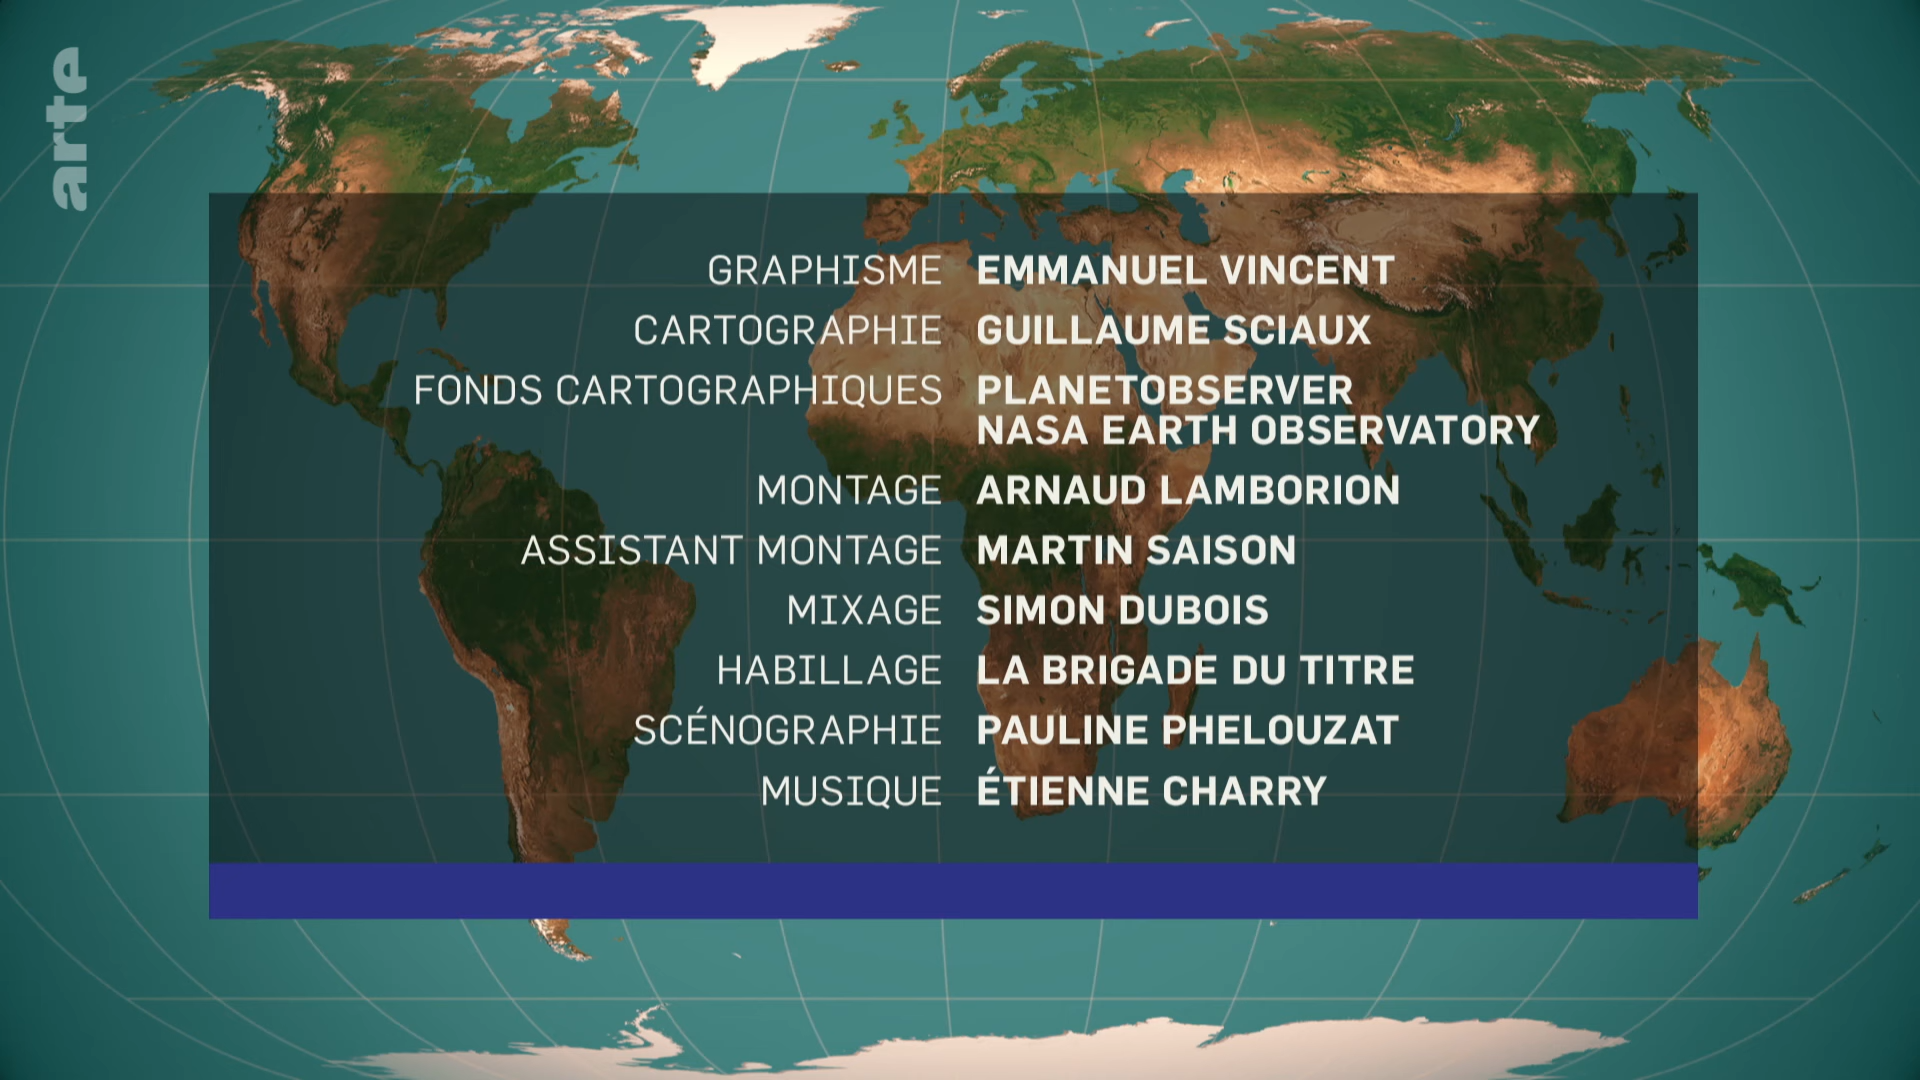 arte
GRAPHISME EMMANUEL VINCENT
CARTOGRAPHIE GUILLAUME SCIAUX
FONDS CARTOGRAPHIQUES PLANETOBSERVER
NASA EARTH OBSERVATORY
MONTAGE ARNAUD LAMBORION
ASSISTANT MONTAGE MARTIN SAISON
MIXAGE SIMON DUBOIS
HABILLAGE LA BRIGADE DU TITRE
SCÉNOGRAPHIE PAULINE PHELOUZAT
MUSIQUE ÉTIENNE CHARRY